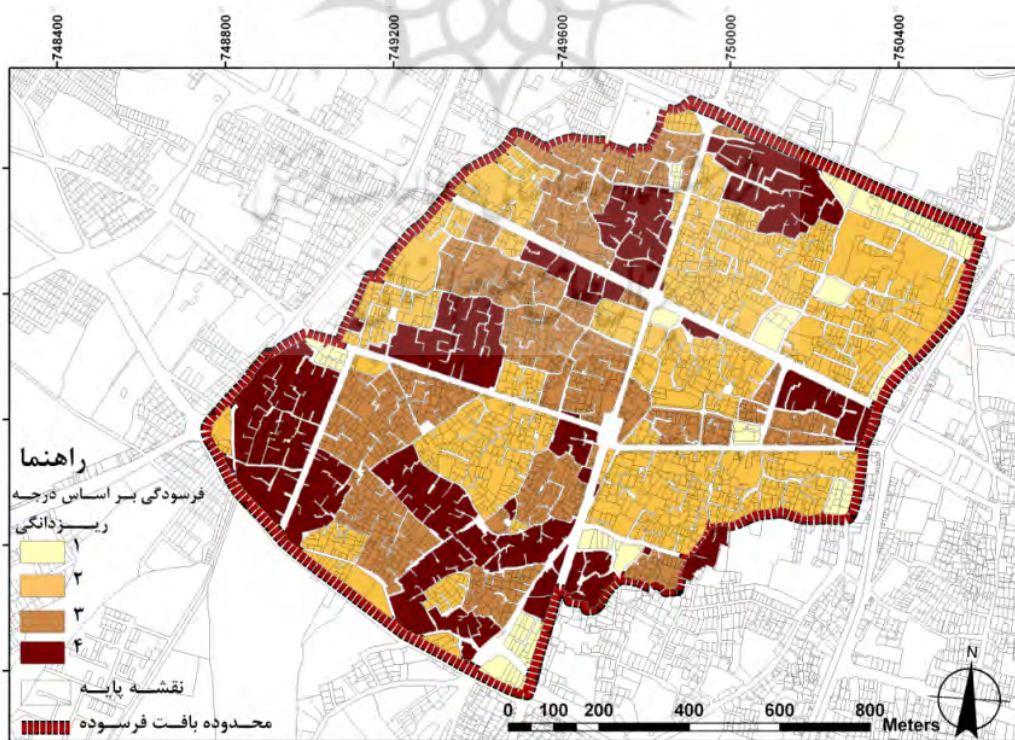 748400 748800 749200 749600 750000 750400
راهنما
فرسودگی بر اساس درجه
ریزدانگی
۱
۲
۳
۴
نقشه پایه
محدوده بافت فرسوده
N
0 50 100 200 400 600 800
Meters